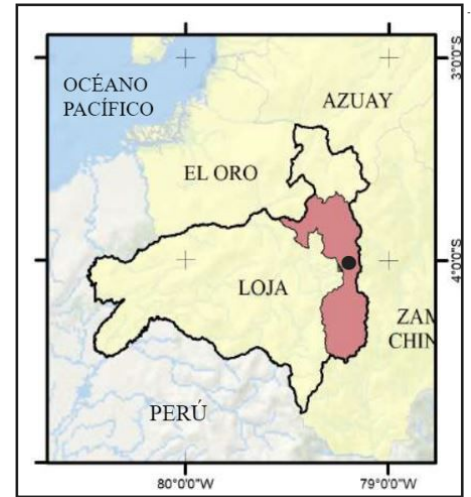 OCÉANO
PACÍFICO
AZUAY
EL ORO
LOJA
ZAM
CHIN
PERÚ
3°0'0"S
4°0'0"S
80°0'0"W
79°0'0"W